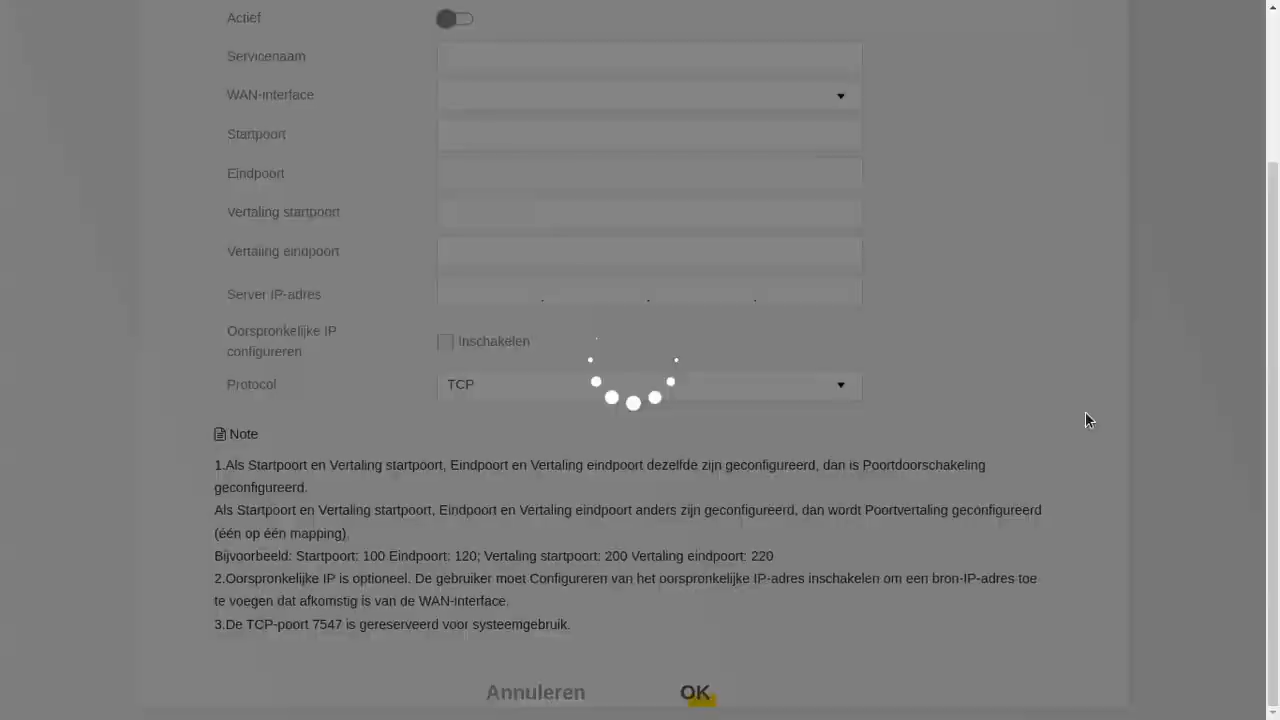 Actief
Servicenaam
WAN-interface
Startpoort
Eindpoort
Vertaling startpoort
Vertaling eindpoort
Server IP-adres . . .
Oorspronkelijke IP
configureren
Inschakelen
Protocol TCP
Note
1.Als Startpoort en Vertaling startpoort, Eindpoort en Vertaling eindpoort dezelfde zijn geconfigureerd, dan is Poortdoorschakeling
geconfigureerd.
Als Startpoort en Vertaling startpoort, Eindpoort en Vertaling eindpoort anders zijn geconfigureerd, dan wordt Poortvertaling geconfigureerd
(één op één mapping).
Bijvoorbeeld: Startpoort: 100 Eindpoort: 120; Vertaling startpoort: 200 Vertaling eindpoort: 220
2.Oorspronkelijke IP is optioneel. De gebruiker moet Configureren van het oorspronkelijke IP-adres inschakelen om een bron-IP-adres toe
te voegen dat afkomstig is van de WAN-interface.
3.De TCP-poort 7547 is gereserveerd voor systeemgebruik.
Annuleren OK